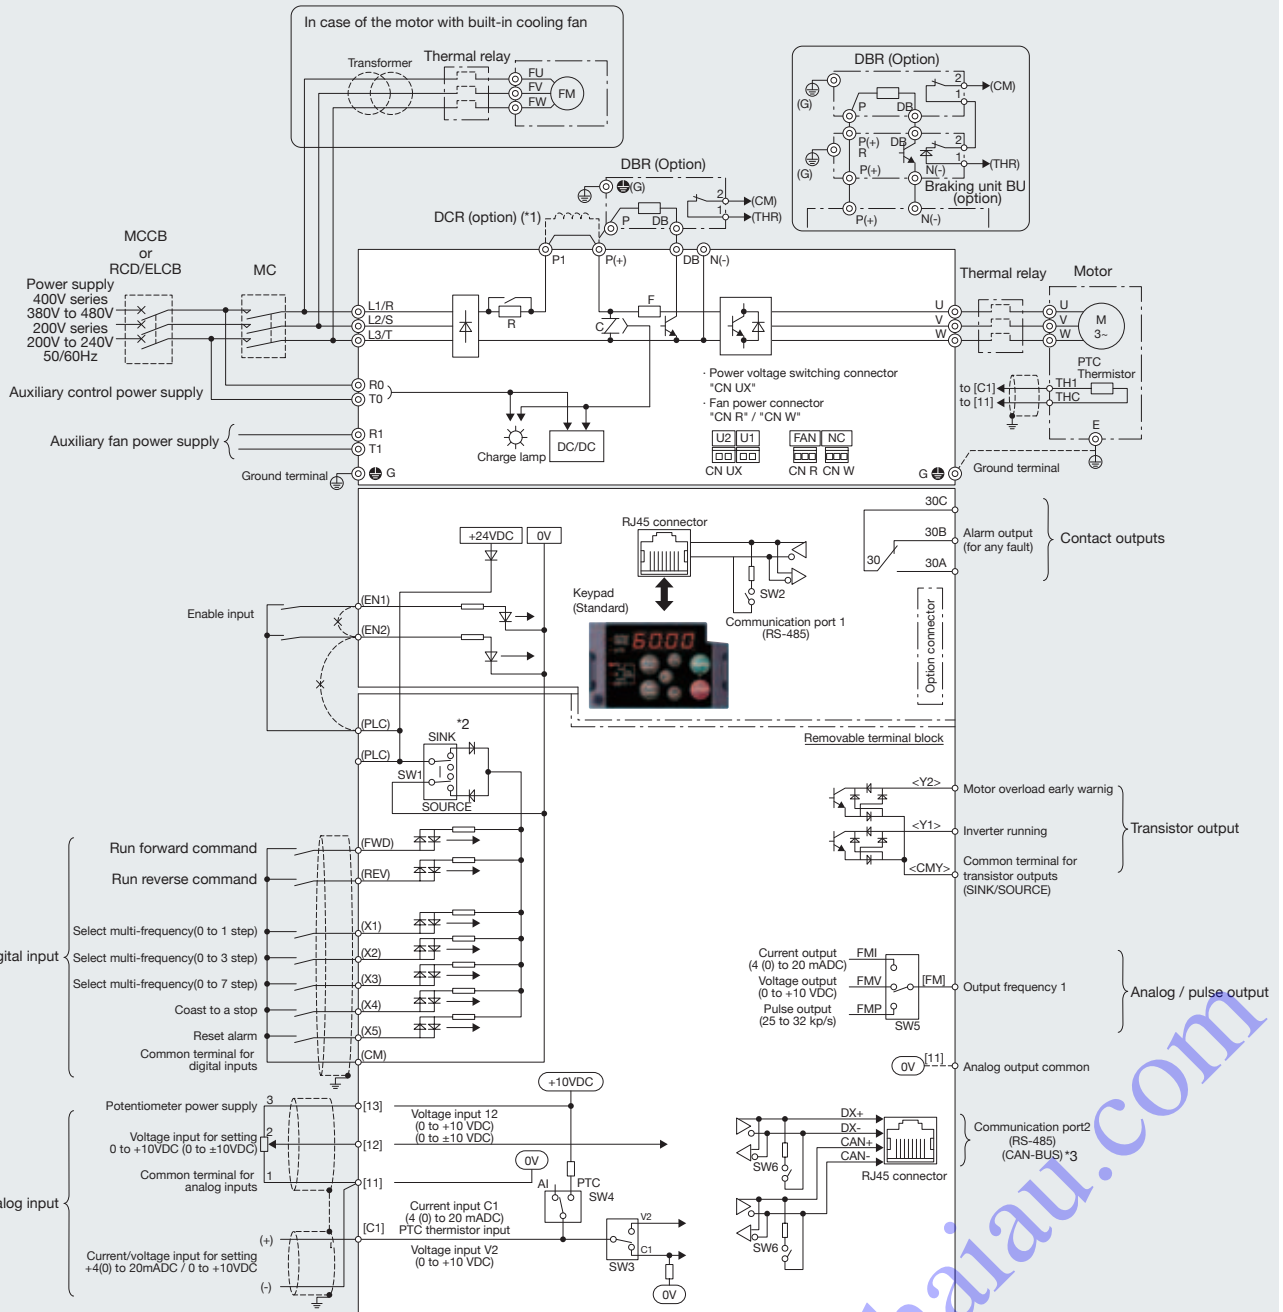 In case of the motor with built-in cooling fan
Transformer
Thermal relay
FU
FV
FW
FM
DBR (Option)
2
(CM)
1
(G)
P
DB
P(+)
R
DB
2
1
(THR)
(G)
P(+)
N(-)
Braking unit BU
(option)
P(+)
N(-)
DBR (Option)
(G)
2
(CM)
1
(THR)
P
DB
DCR (option) (*1)
P1
P(+)
DB
N(-)
MCCB
or
RCD/ELCB
MC
Power supply
400V series
380V to 480V
200V series
200V to 240V
50/60Hz
L1/R
L2/S
L3/T
R
C
F
U
V
W
Thermal relay
Motor
U
V
W
M
3~
PTC
Thermistor
TH1
THC
to [C1]
to [11]
E
Ground terminal
G
Auxiliary control power supply
R0
T0
Auxiliary fan power supply
R1
T1
Ground terminal
G
Charge lamp
DC/DC
· Power voltage switching connector
"CN UX"
· Fan power connector
"CN R" / "CN W"
U2 U1
FAN NC
CN UX
CN R CN W
+24VDC
0V
RJ45 connector
SW2
Communication port 1
(RS-485)
Keypad
(Standard)
60.00
30C
30B
30
30A
Alarm output
(for any fault)
Contact outputs
Option connector
Enable input
(EN1)
(EN2)
(PLC)
(PLC)
*2
SINK
SW1
SOURCE
Removable terminal block
<Y2>
Motor overload early warnig
<Y1>
Inverter running
<CMY>
Common terminal for
transistor outputs
(SINK/SOURCE)
Transistor output
gital input
Run forward command
(FWD)
Run reverse command
(REV)
Select multi-frequency(0 to 1 step)
(X1)
Select multi-frequency(0 to 3 step)
(X2)
Select multi-frequency(0 to 7 step)
(X3)
Coast to a stop
(X4)
Reset alarm
(X5)
Common terminal for
digital inputs
(CM)
Current output
(4 (0) to 20 mADC)
FMI
Voltage output
(0 to +10 VDC)
FMV
Pulse output
(25 to 32 kp/s)
FMP
SW5
[FM]
Output frequency 1
Analog / pulse output
0V
[11]
Analog output common
alog input
Potentiometer power supply
3
[13]
Voltage input for setting
0 to +10VDC (0 to ±10VDC)
2
[12]
Common terminal for
analog inputs
1
[11]
Voltage input 12
(0 to +10 VDC)
(0 to ±10 VDC)
+10VDC
0V
AI
PTC
SW4
[C1]
Current input C1
(4 (0) to 20 mADC)
PTC thermistor input
Voltage input V2
(0 to +10 VDC)
V2
C1
SW3
0V
(+)
Current/voltage input for setting
+4(0) to 20mADC / 0 to +10VDC
(-)
DX+
DX-
CAN+
CAN-
SW6
SW6
RJ45 connector
Communication port2
(RS-485)
(CAN-BUS) *3
baiau.com